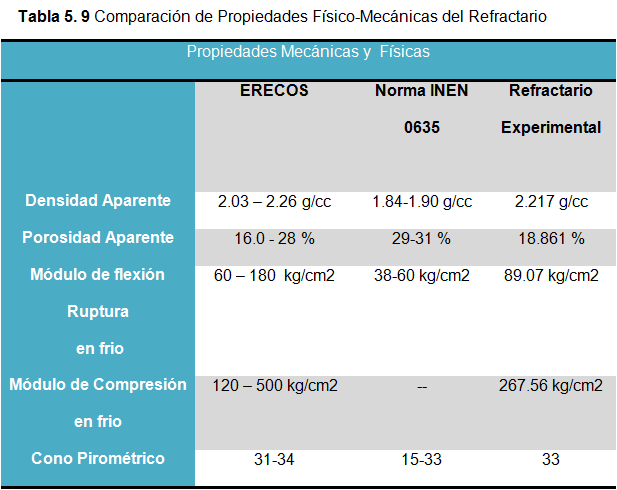 Tabla 5. 9 Comparación de Propiedades Físico-Mecánicas del Refractario
Propiedades Mecánicas y Físicas
ERECOS Norma INEN Refractario
0635 Experimental
Densidad Aparente 2.03 – 2.26 g/cc 1.84-1.90 g/cc 2.217 g/cc
Porosidad Aparente 16.0 - 28 % 29-31 % 18.861 %
Módulo de flexión 60 – 180 kg/cm2 38-60 kg/cm2 89.07 kg/cm2
Ruptura
en frio
Módulo de Compresión 120 – 500 kg/cm2 -- 267.56 kg/cm2
en frio
Cono Pirométrico 31-34 15-33 33